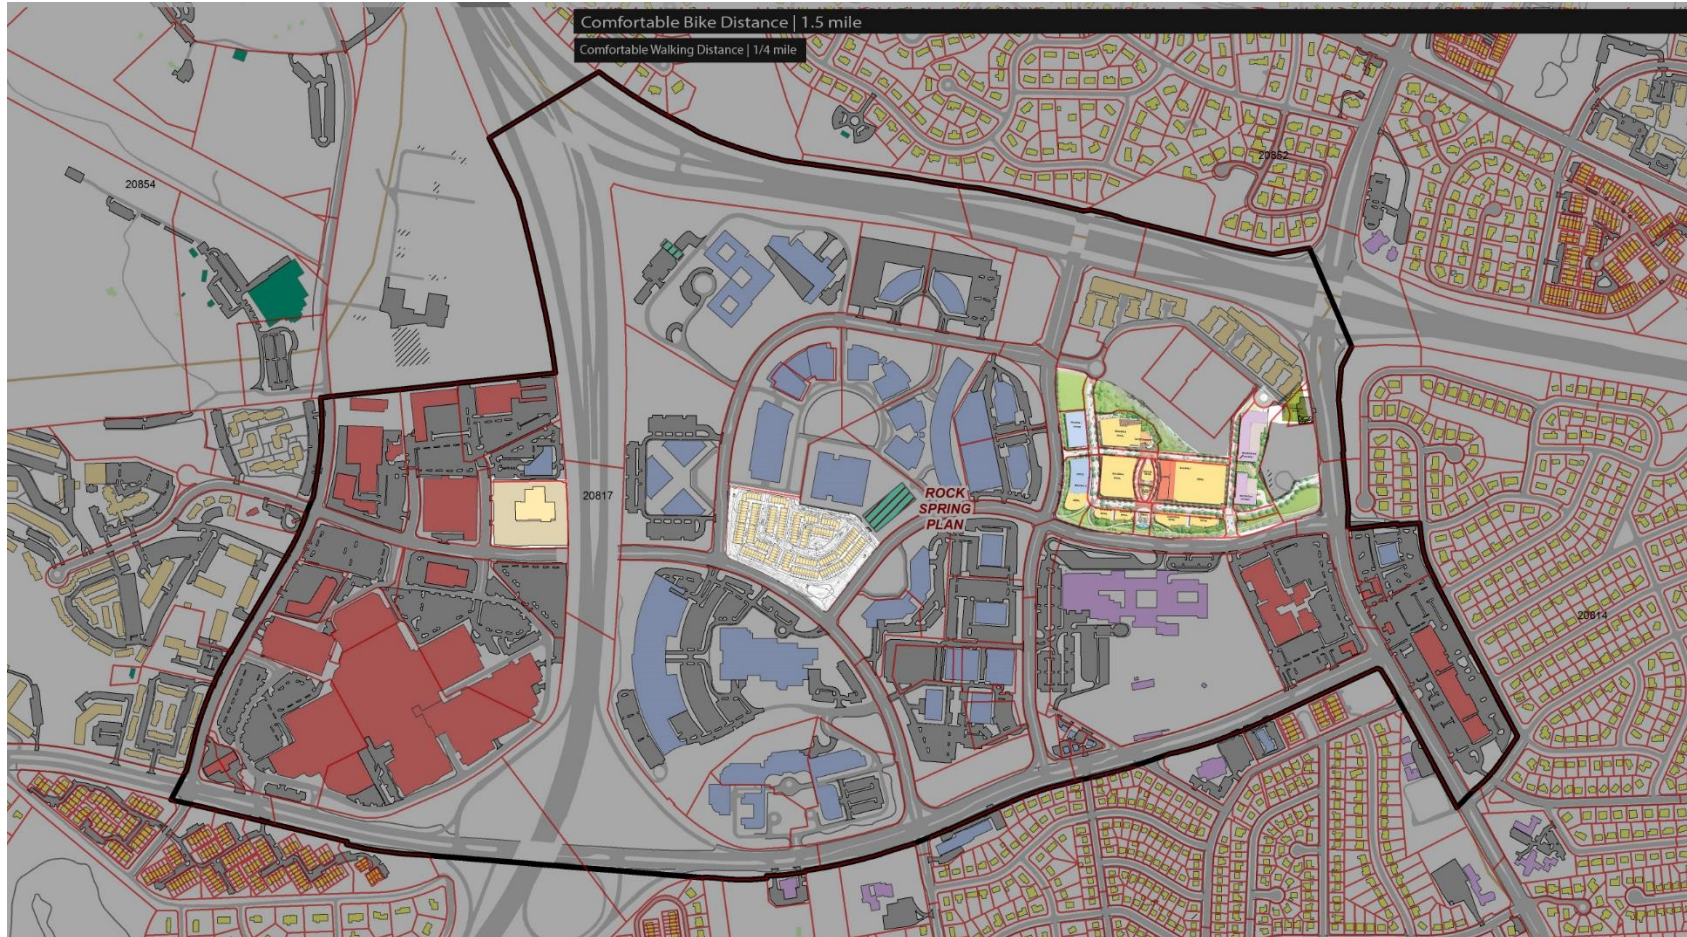 Comfortable Bike Distance | 1.5 mile
Comfortable Walking Distance | 1/4 mile
20852
20854
20817
ROCK
SPRING
PLAN
20814